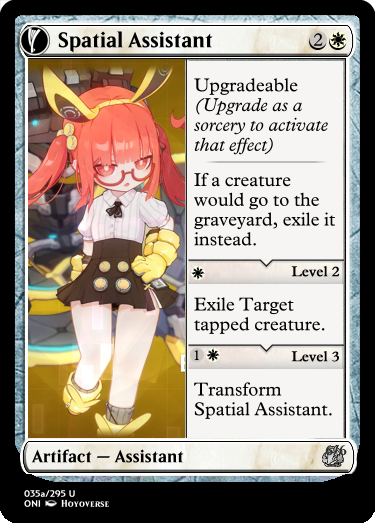 Spatial Assistant 2
Upgradeable
(Upgrade as a
sorcery to activate
that effect)
If a creature
would go to the
graveyard, exile it
instead.
Level 2
Exile Target
tapped creature.
1 Level 3
Transform
Spatial Assistant.
Artifact — Assistant
035a/295 U
ONI Hoyoverse